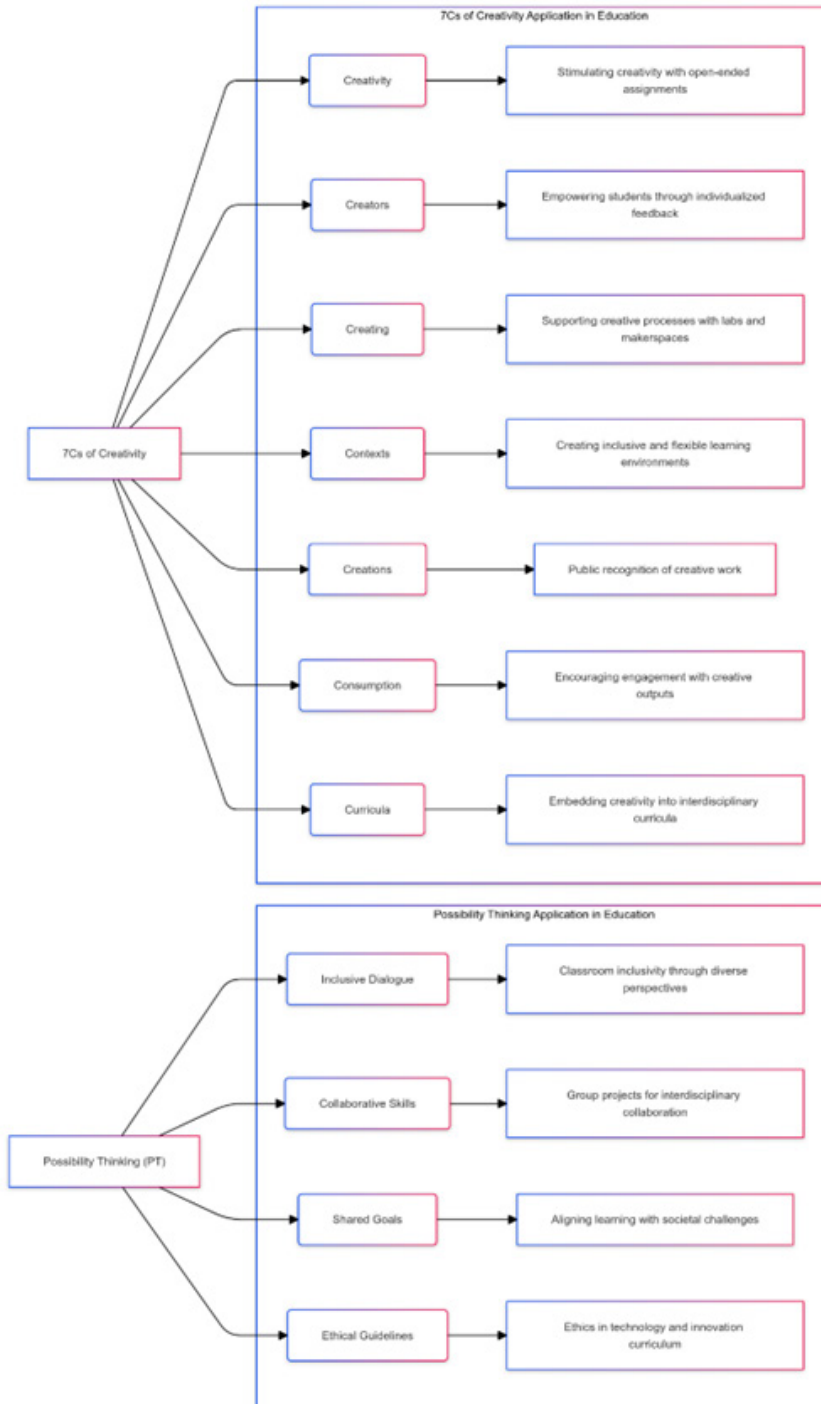 7Cs of Creativity Application in Education
Creativity
Stimulating creativity with open-ended
assignments
Creators
Empowering students through individualized
feedback
Creating
Supporting creative processes with labs and
makerspaces
7Cs of Creativity
Contexts
Creating inclusive and flexible learning
environments
Creations
Public recognition of creative work
Consumption
Encouraging engagement with creative
outputs
Curricula
Embedding creativity into interdisciplinary
curricula
Possibility Thinking Application in Education
Inclusive Dialogue
Classroom inclusivity through diverse
perspectives
Collaborative Skills
Group projects for interdisciplinary
collaboration
Possibility Thinking (PT)
Shared Goals
Aligning learning with societal challenges
Ethical Guidelines
Ethics in technology and innovation
curriculum